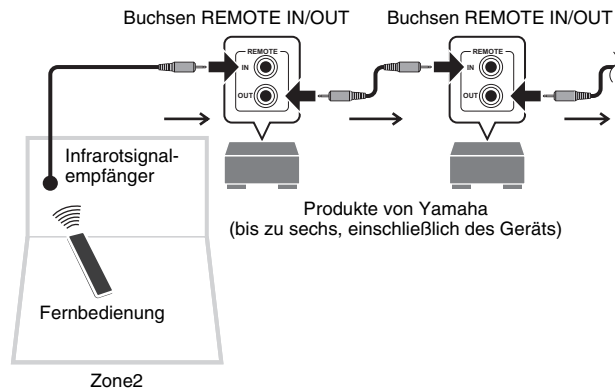 Buchsen REMOTE IN/OUT
Buchsen REMOTE IN/OUT
REMOTE
IN
OUT
REMOTE
IN
OUT
Infrarotsignal-
empfänger
Produkte von Yamaha
(bis zu sechs, einschließlich des Geräts)
Fernbedienung
Zone2